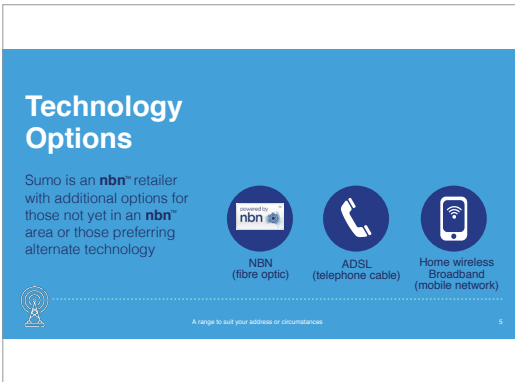 Technology
Options
Sumo is an nbn™ retailer
with additional options for
those not yet in an nbn™
area or those preferring
alternate technology
powered by
nbn
NBN
(fibre optic)
ADSL
(telephone cable)
Home wireless
Broadband
(mobile network)
A range to suit your address or circumstances
5